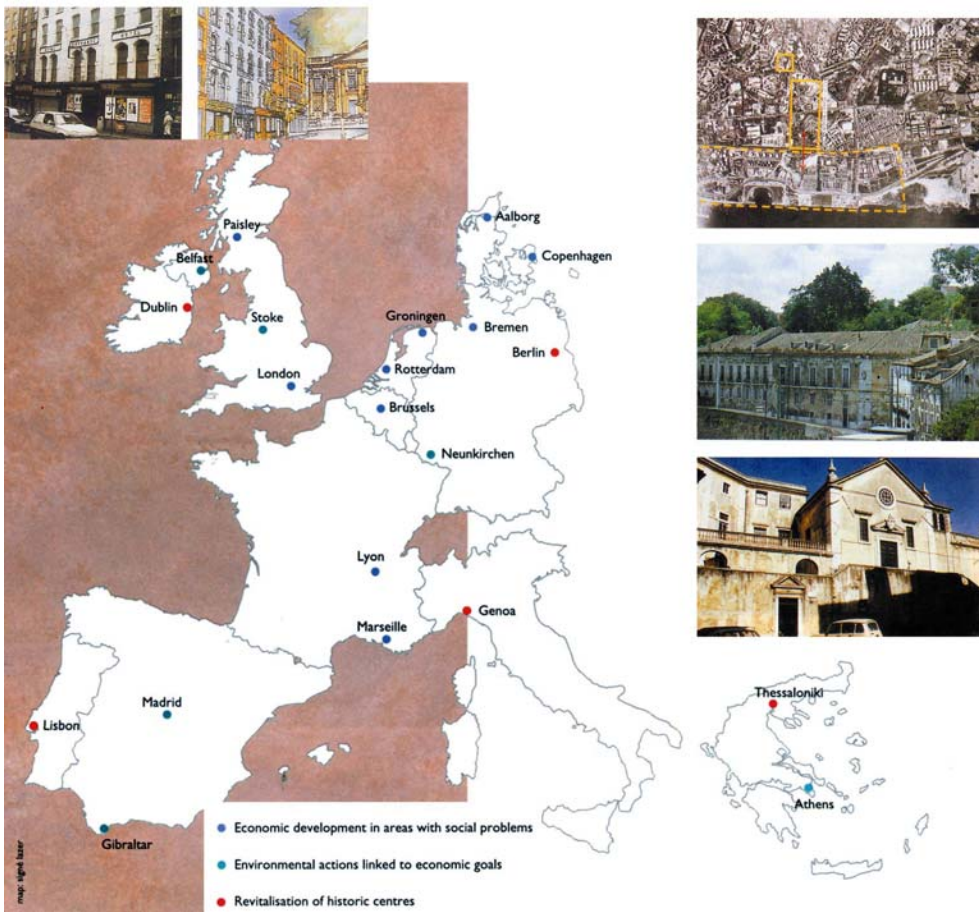 HOTEL
Paisley
Aalborg
Belfast
Copenhagen
Dublin
Stoke
Groningen
Bremen
Berlin
London
Rotterdam
Brussels
Neunkirchen
Lyon
Genoa
Marseille
Thessaloniki
Madrid
Lisbon
Athens
Gibraltar
Economic development in areas with social problems
Environmental actions linked to economic goals
Revitalisation of historic centres
map: signé lazer